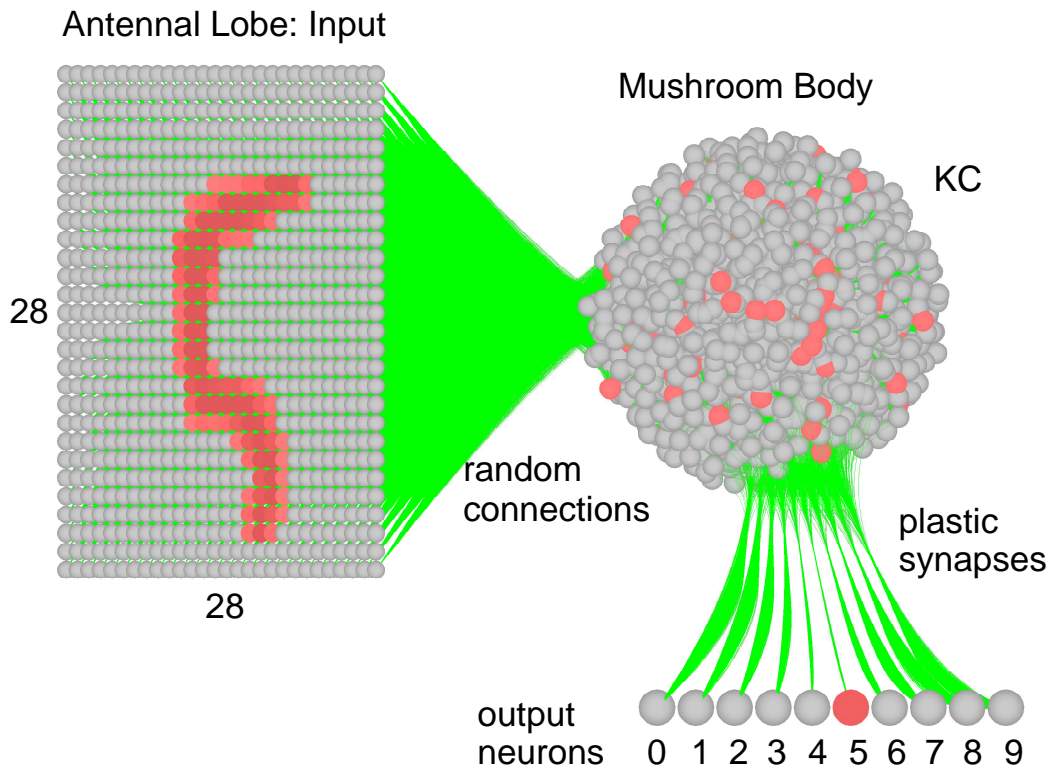 Antennal Lobe: Input
Mushroom Body
KC
28
28
random
connections
plastic
synapses
output
neurons
0 1 2 3 4 5 6 7 8 9